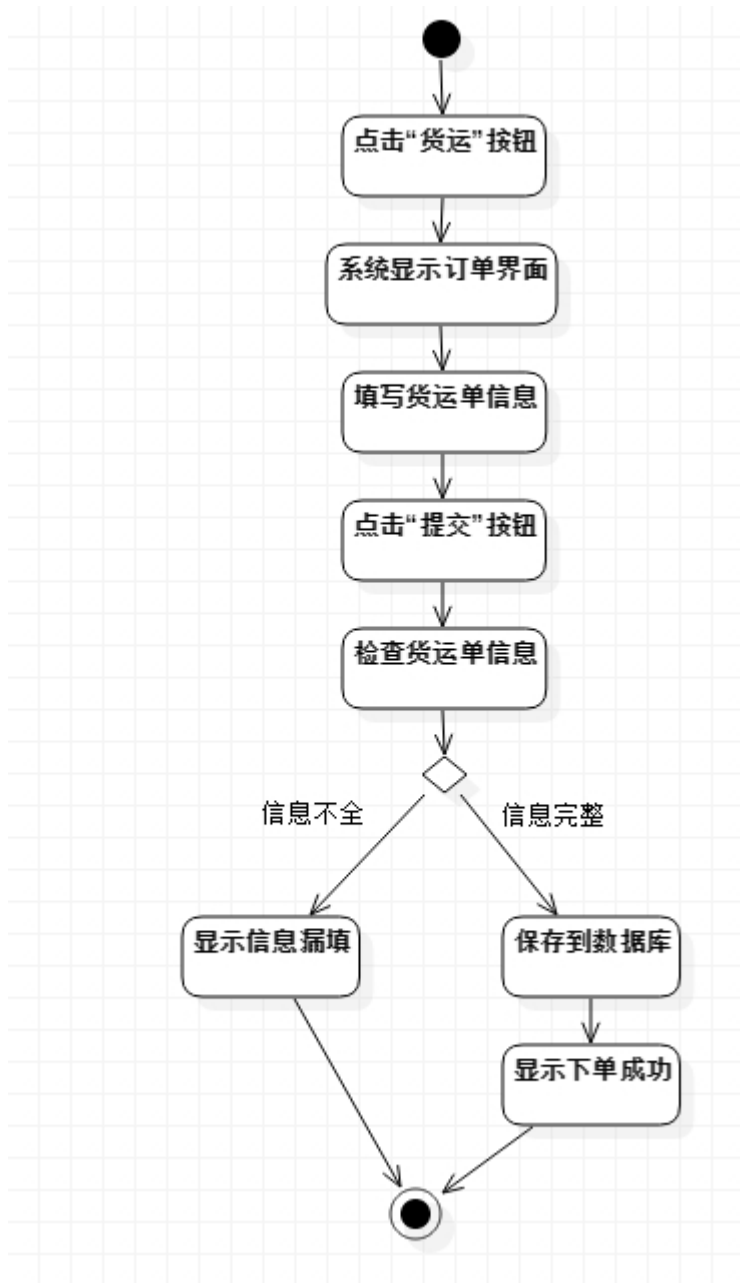 点击“货运”按钮
系统显示订单界面
填写货运单信息
点击“提交”按钮
检查货运单信息
信息不全
信息完整
显示信息漏填
保存到数据库
显示下单成功